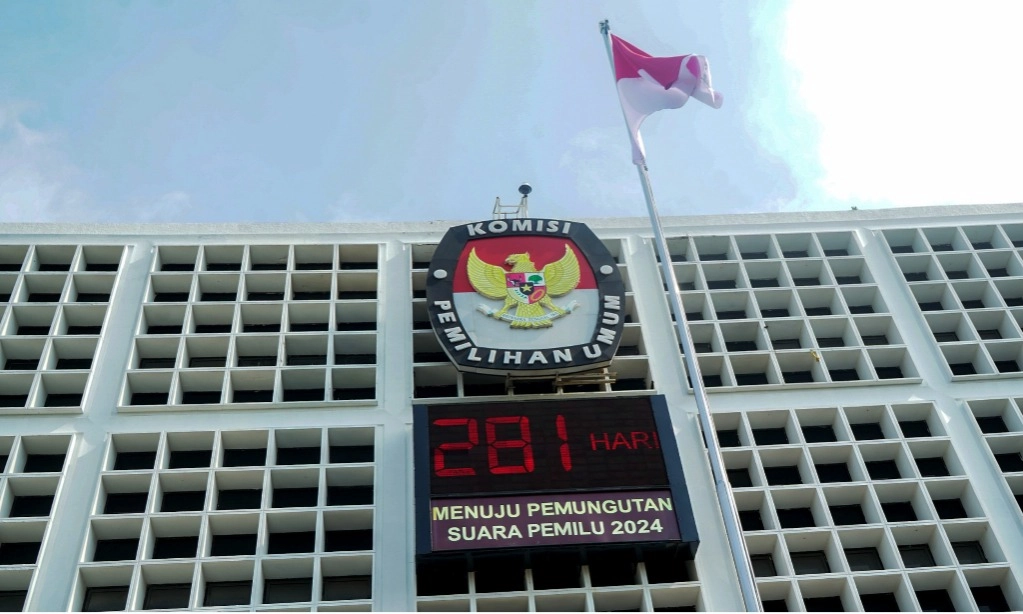 KOMISI
PEMILIHAN UMUM
281 HARI
MENUJU PEMUNGUTAN
SUARA PEMILU 2024